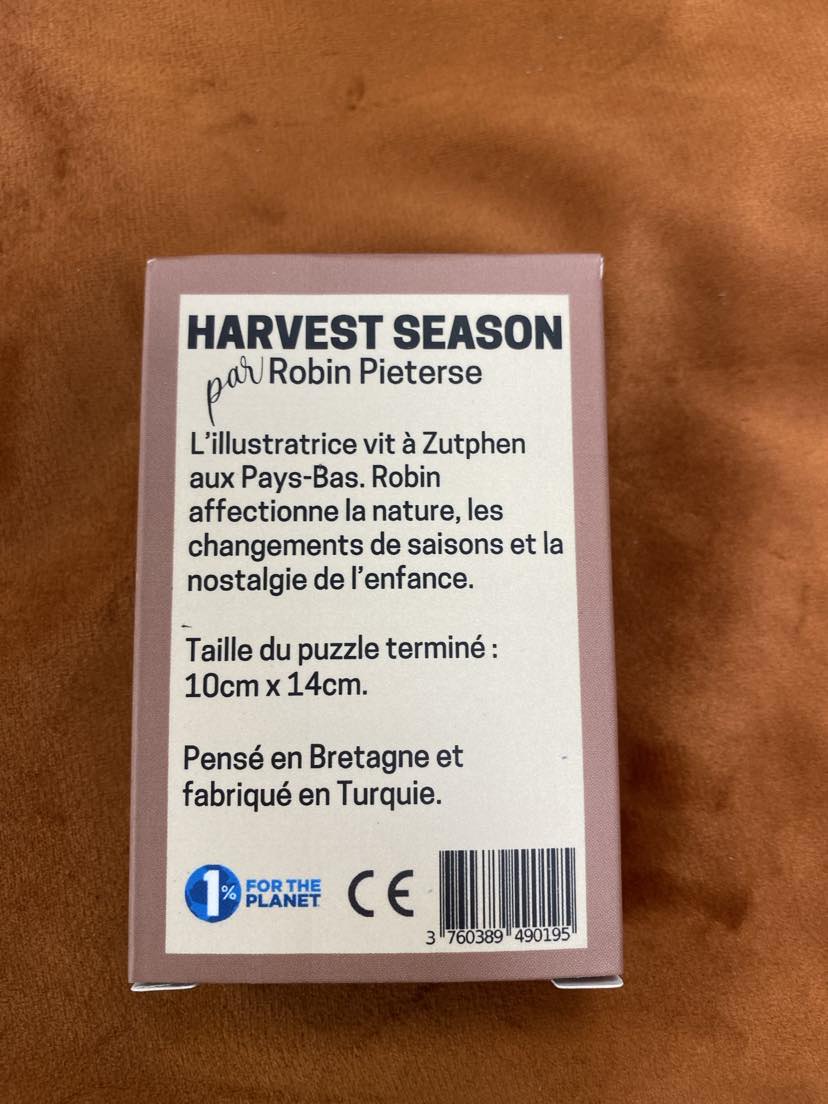 HARVEST SEASON
par Robin Pieterse
L'illustratrice vit à Zutphen
aux Pays-Bas. Robin
affectionne la nature, les
changements de saisons et la
nostalgie de l'enfance.
Taille du puzzle terminé :
10cm x 14cm.
Pensé en Bretagne et
fabriqué en Turquie.
1% FOR THE
PLANET
CE
3 760389 490195